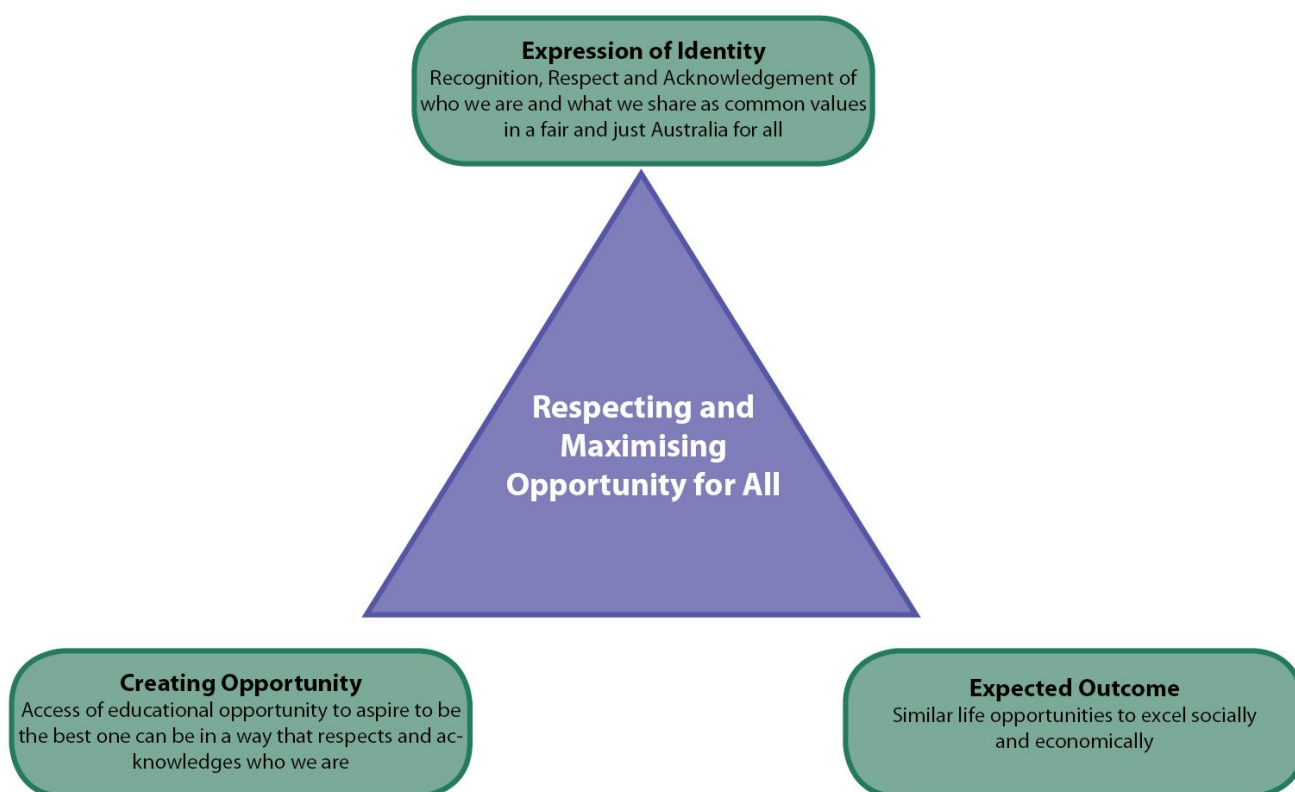 Expression of Identity
Recognition, Respect and Acknowledgement of
who we are and what we share as common values
in a fair and just Australia for all
Respecting and
Maximising
Opportunity for All
Creating Opportunity
Access of educational opportunity to aspire to be
the best one can be in a way that respects and ac-
knowledges who we are
Expected Outcome
Similar life opportunities to excel socially
and economically